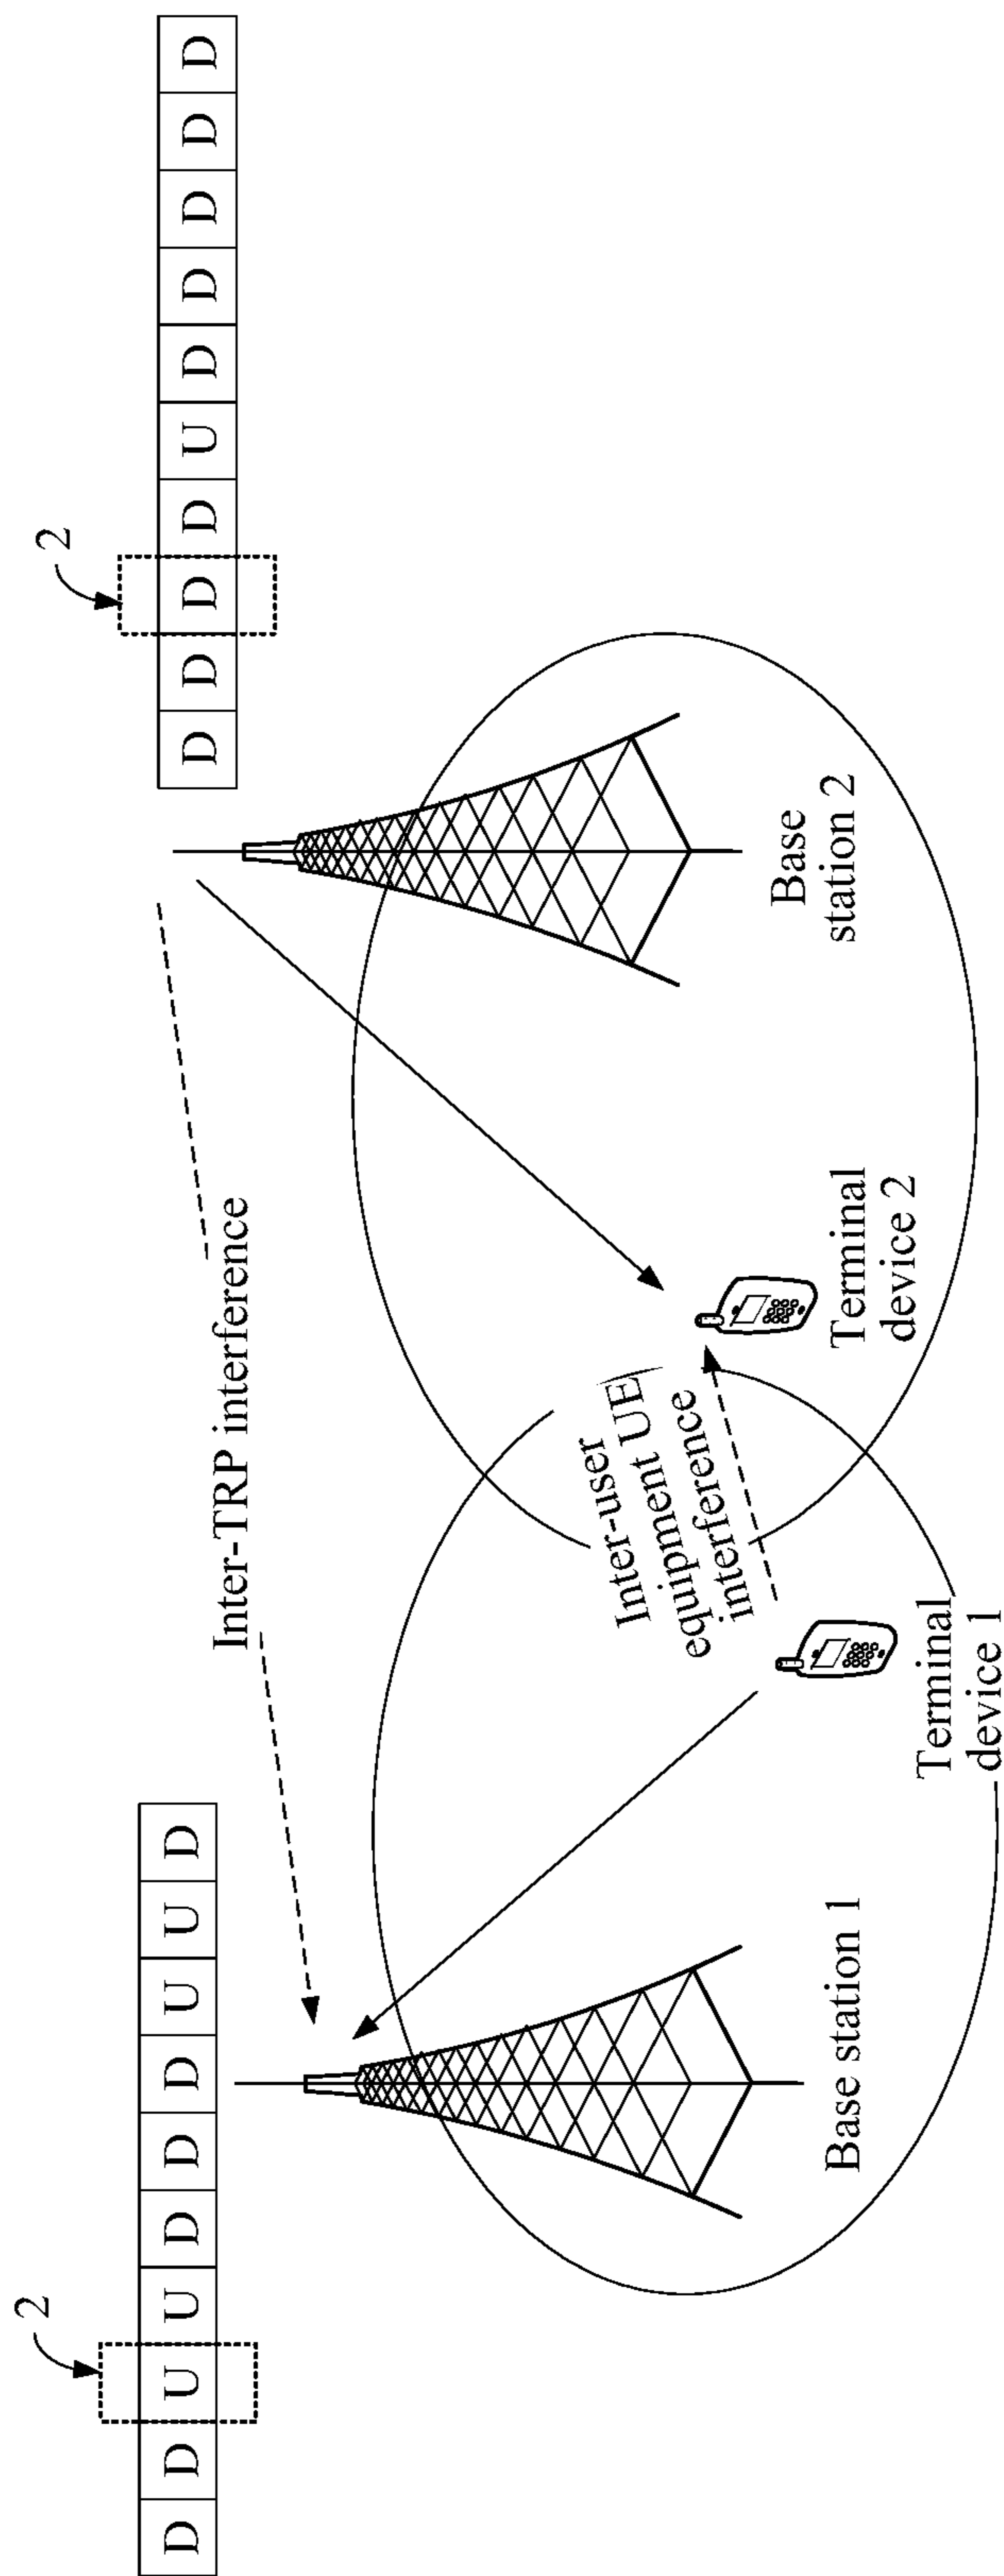 2
D D U U D D D U U D
2
D D D D U D D D D D
Inter-TRP interference
Inter-user
equipment UE
interference
Base station 1
Terminal
device 1
Terminal
device 2
Base
station 2